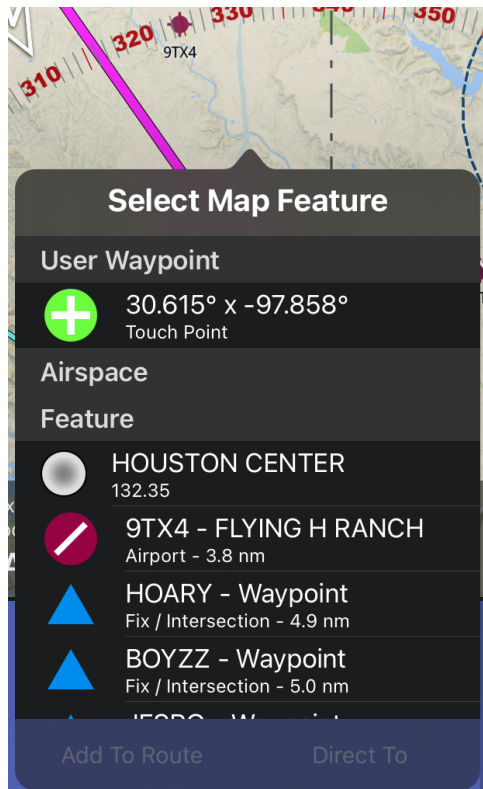 330
350
320
9TX4
310
Select Map Feature
User Waypoint
30.615° x -97.858°
Touch Point
Airspace
Feature
HOUSTON CENTER
132.35
9TX4 - FLYING H RANCH
Airport - 3.8 nm
HOARY - Waypoint
Fix / Intersection - 4.9 nm
BOYZZ - Waypoint
Fix / Intersection - 5.0 nm
Add To Route
Direct To